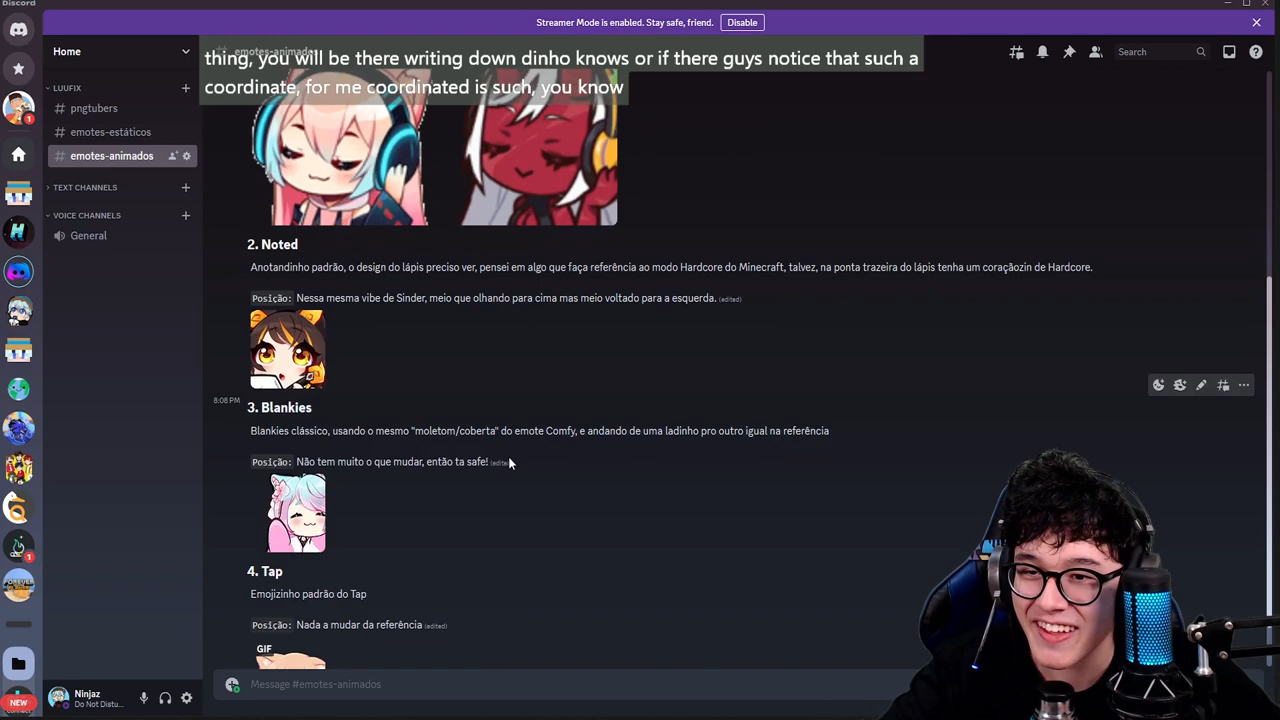 Discord
Streamer Mode is enabled. Stay safe, friend.
Disable
Home
emotes-animados
Search
thing, you will be there writing down dinho knows or if there guys notice that such a
coordinate, for me coordinated is such, you know
LUUFIX
pngtubers
emotes-estáticos
emotes-animados
TEXT CHANNELS
VOICE CHANNELS
General
2. Noted
Anotandinho padrão, o design do lápis preciso ver, pensei em algo que faça referência ao modo Hardcore do Minecraft, talvez, na ponta trazeira do lápis tenha um coraçãozin de Hardcore.
Posição: Nessa mesma vibe de Sinder, meio que olhando para cima mas meio voltado para a esquerda. (edited)
8:08 PM
3. Blankies
Blankies clássico, usando o mesmo "moletom/coberta" do emote Comfy, e andando de uma ladinho pro outro igual na referência
Posição: Não tem muito o que mudar, então ta safe! (edited)
4. Tap
Emojizinho padrão do Tap
Posição: Nada a mudar da referência (edited)
GIF
Message #emotes-animados
Ninjaz
Do Not Distu...
1
1
NEW